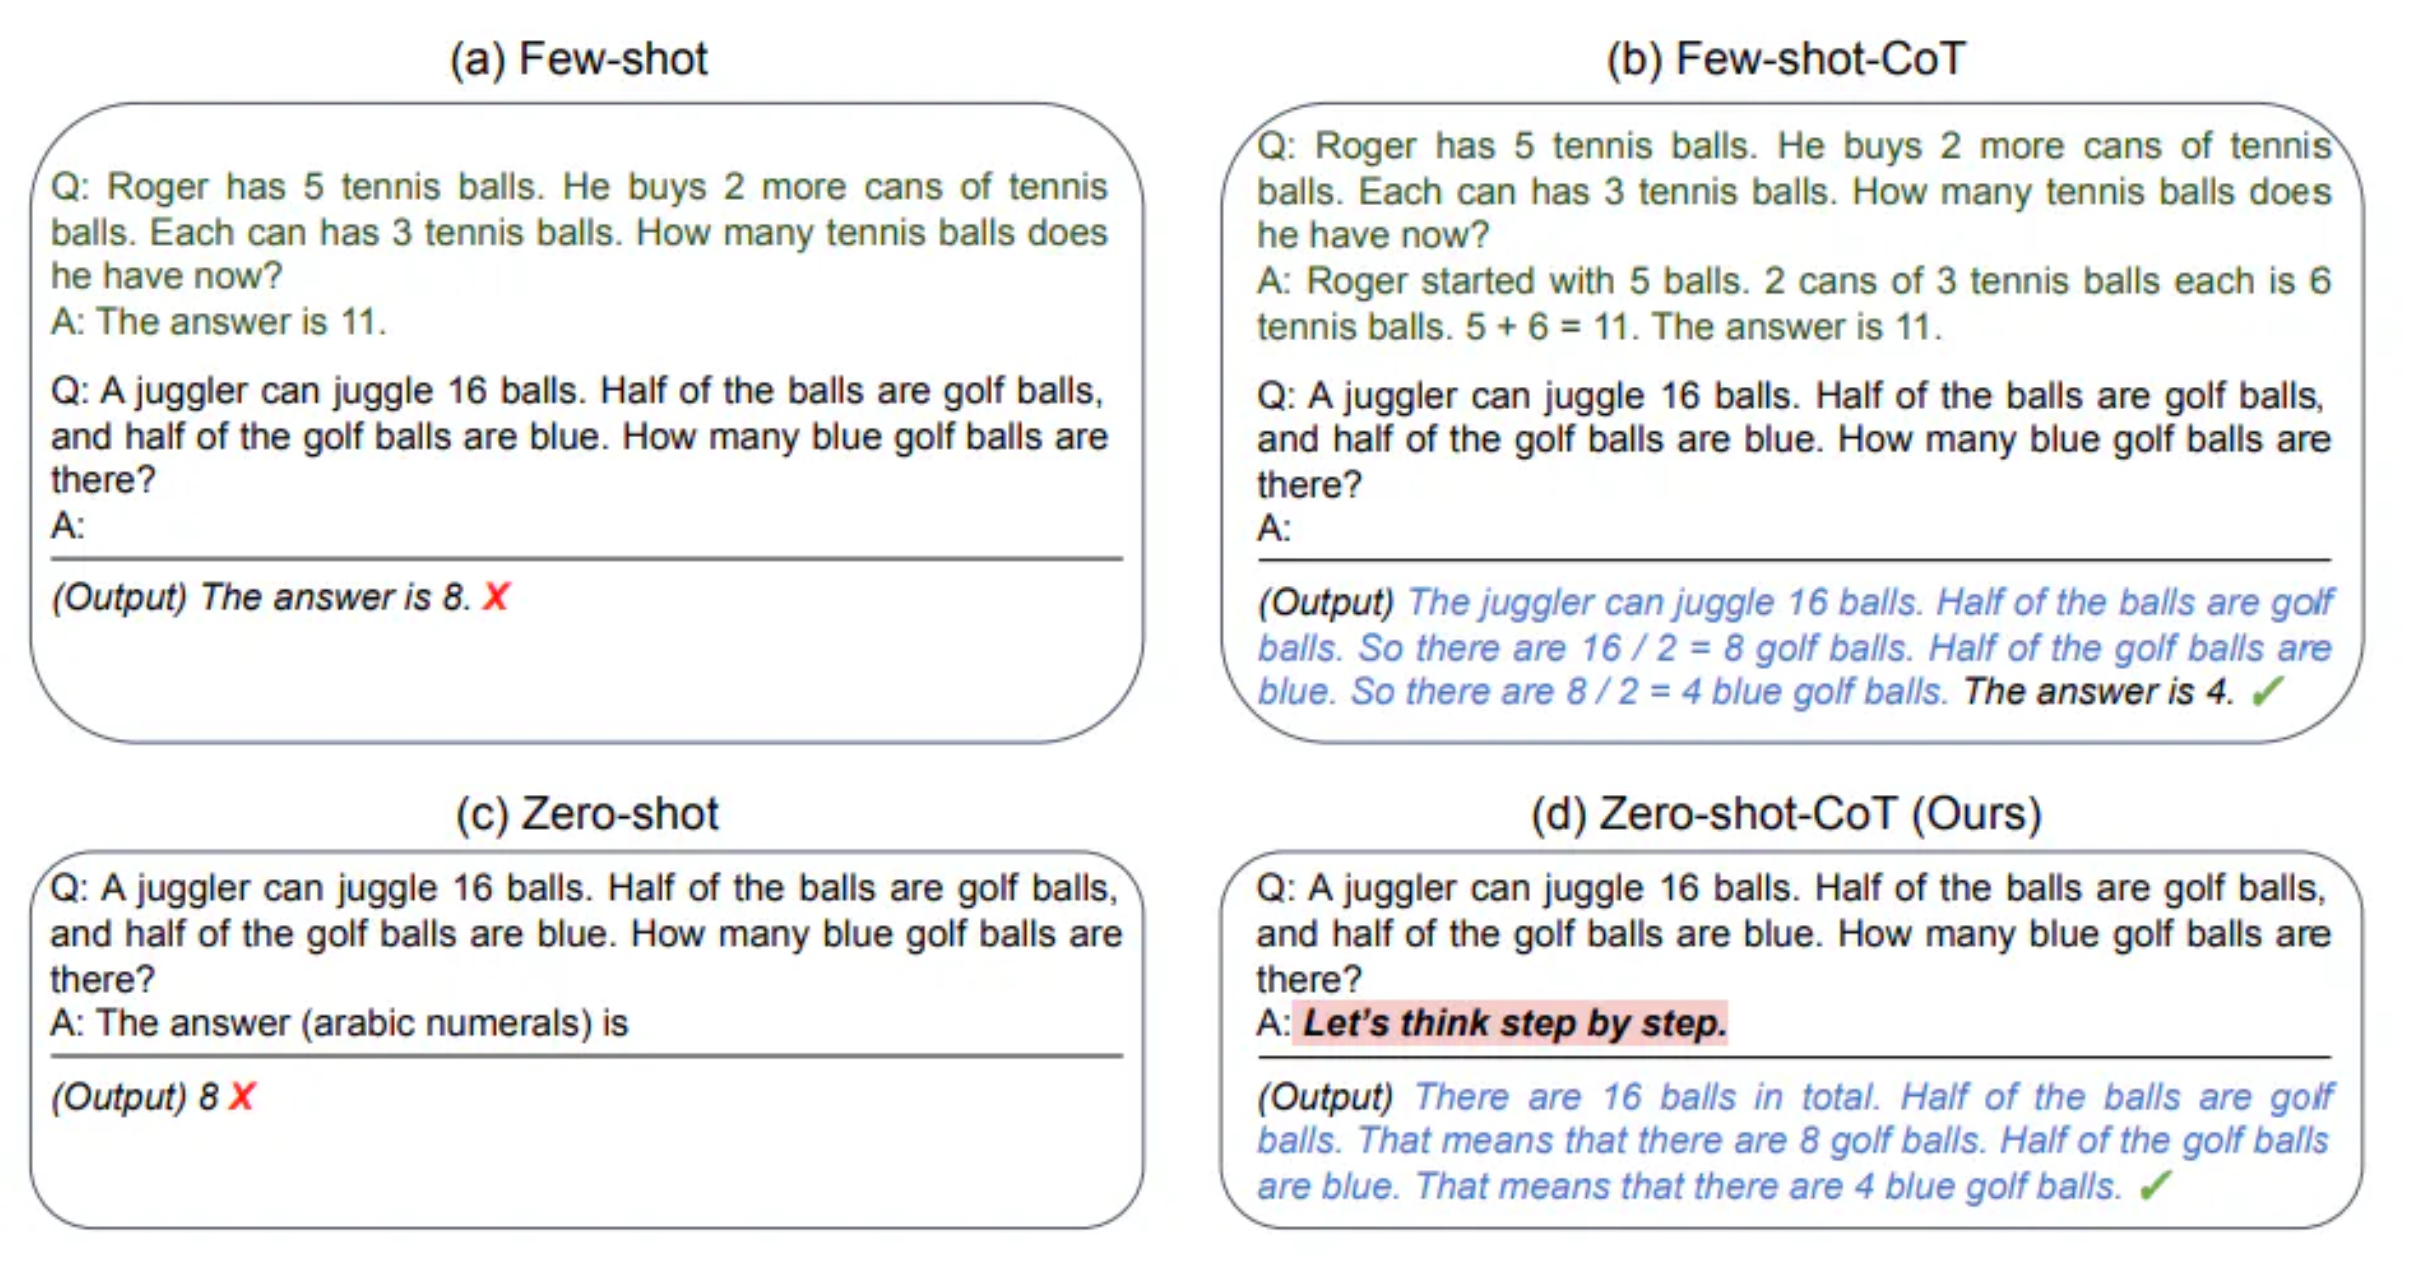 (a) Few-shot
Q: Roger has 5 tennis balls. He buys 2 more cans of tennis
balls. Each can has 3 tennis balls. How many tennis balls does
he have now?
A: The answer is 11.
Q: A juggler can juggle 16 balls. Half of the balls are golf balls,
and half of the golf balls are blue. How many blue golf balls are
there?
A:
(Output) The answer is 8. X
(b) Few-shot-CoT
Q: Roger has 5 tennis balls. He buys 2 more cans of tennis
balls. Each can has 3 tennis balls. How many tennis balls does
he have now?
A: Roger started with 5 balls. 2 cans of 3 tennis balls each is 6
tennis balls. 5 + 6 = 11. The answer is 11.
Q: A juggler can juggle 16 balls. Half of the balls are golf balls,
and half of the golf balls are blue. How many blue golf balls are
there?
A:
(Output) The juggler can juggle 16 balls. Half of the balls are golf
balls. So there are 16 / 2 = 8 golf balls. Half of the golf balls are
blue. So there are 8 / 2 = 4 blue golf balls. The answer is 4. ✓
(c) Zero-shot
Q: A juggler can juggle 16 balls. Half of the balls are golf balls,
and half of the golf balls are blue. How many blue golf balls are
there?
A: The answer (arabic numerals) is
(Output) 8 X
(d) Zero-shot-CoT (Ours)
Q: A juggler can juggle 16 balls. Half of the balls are golf balls,
and half of the golf balls are blue. How many blue golf balls are
there?
A: Let's think step by step.
(Output) There are 16 balls in total. Half of the balls are golf
balls. That means that there are 8 golf balls. Half of the golf balls
are blue. That means that there are 4 blue golf balls. ✓